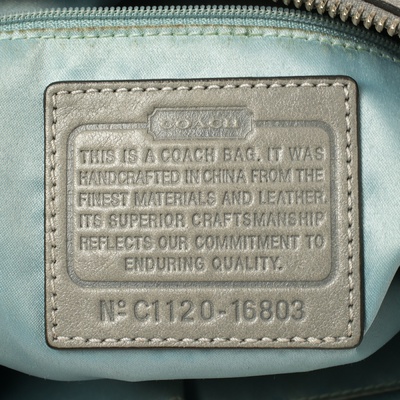 COACH
THIS IS A COACH BAG. IT WAS
HANDCRAFTED IN CHINA FROM THE
FINEST MATERIALS AND LEATHER.
ITS SUPERIOR CRAFTSMANSHIP
REFLECTS OUR COMMITMENT TO
ENDURING QUALITY.
Nº C1120-16803